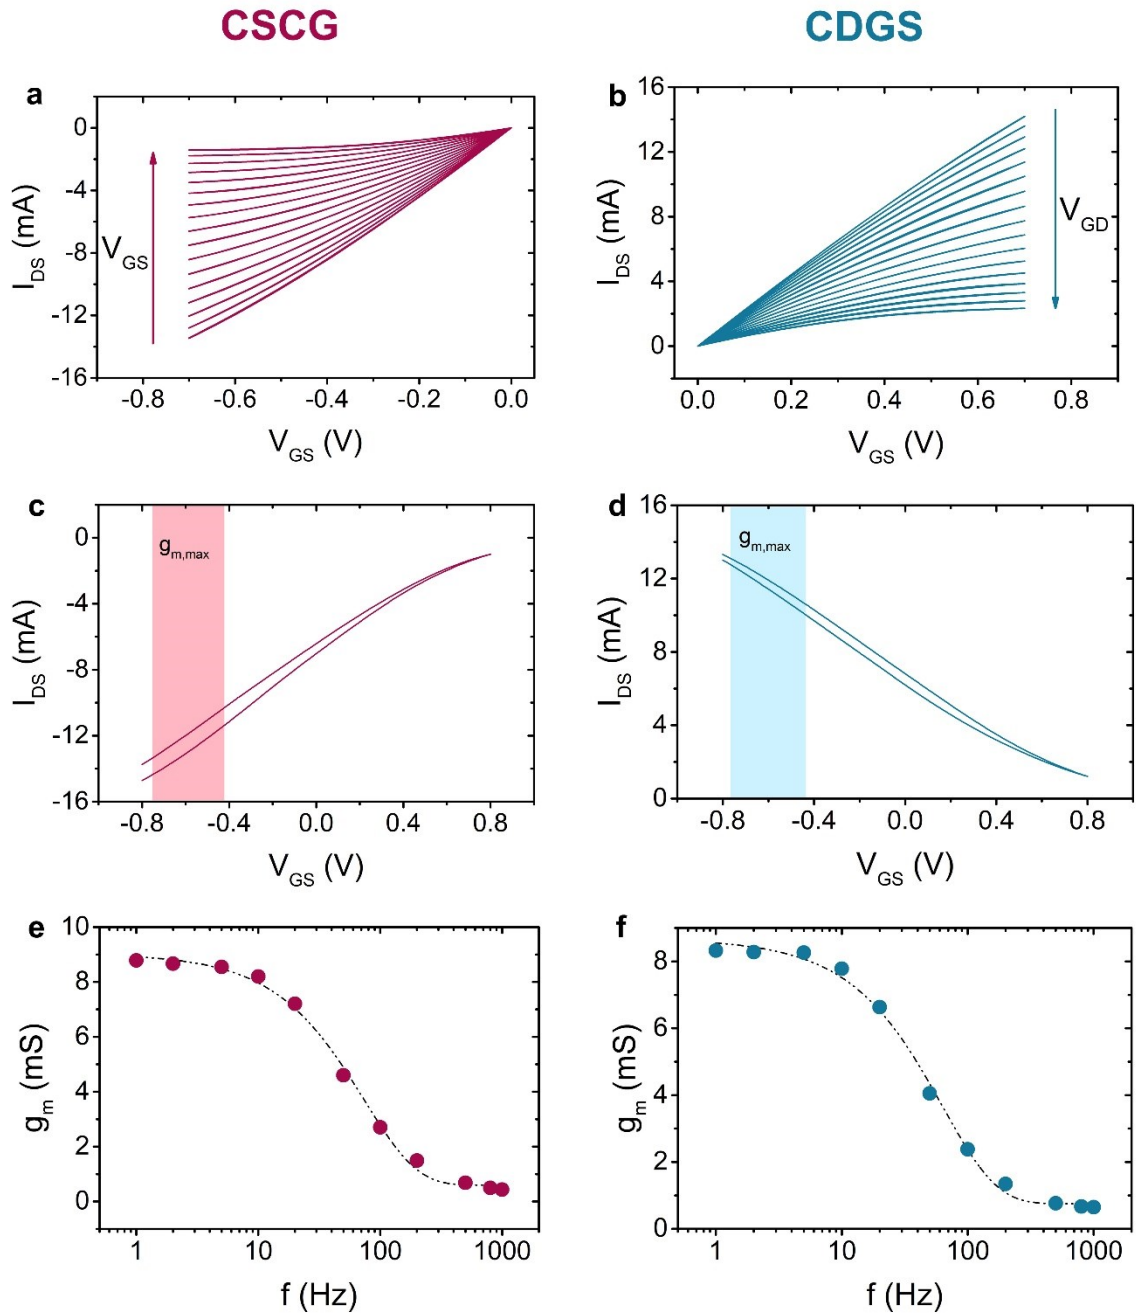 CSCG
CDGS
a
0
-4
-8
-12
-16
I_DS (mA)
V_GS
-0.8
-0.6
-0.4
-0.2
0.0
V_GS (V)
b
16
12
8
4
0
I_DS (mA)
V_GD
0.0
0.2
0.4
0.6
0.8
V_GS (V)
c
0
-4
-8
-12
-16
I_DS (mA)
g_m,max
-0.8
-0.4
0.0
0.4
0.8
V_GS (V)
d
16
12
8
4
0
I_DS (mA)
g_m,max
-0.8
-0.4
0.0
0.4
0.8
V_GS (V)
e
10
8
6
4
2
0
g_m (mS)
1
10
100
1000
f (Hz)
f
8
6
4
2
0
g_m (mS)
1
10
100
1000
f (Hz)